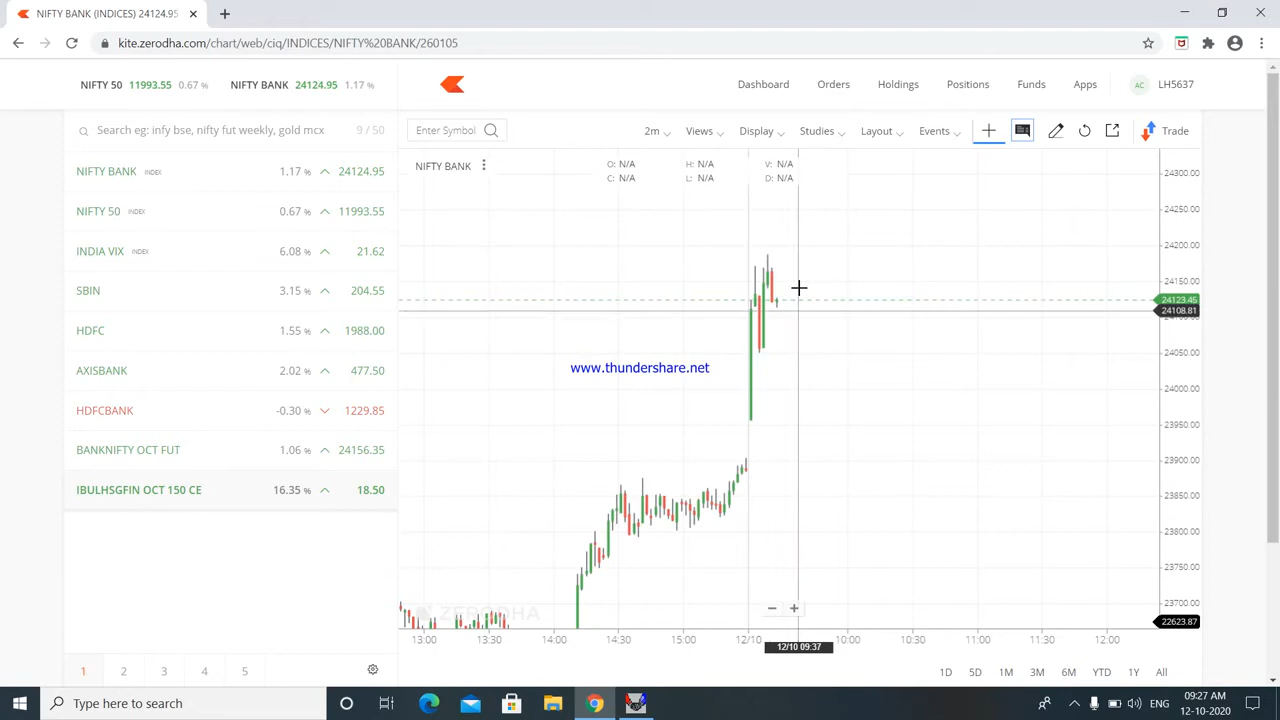 NIFTY BANK (INDICES) 24124.95
kite.zerodha.com/chart/web/ciq/INDICES/NIFTY%20BANK/260105
NIFTY 50 11993.55 0.67 % NIFTY BANK 24124.95 1.17 %
Dashboard Orders Holdings Positions Funds Apps AC LH5637
Search eg: infy bse, nifty fut weekly, gold mcx 9 / 50
Enter Symbol 2m Views Display Studies Layout Events Trade
NIFTY BANK INDEX 1.17 % 24124.95
NIFTY 50 INDEX 0.67 % 11993.55
INDIA VIX INDEX 6.08 % 21.62
SBIN 3.15 % 204.55
HDFC 1.55 % 1988.00
AXISBANK 2.02 % 477.50
HDFCBANK -0.30 % 1229.85
BANKNIFTY OCT FUT 1.06 % 24156.35
IBULHSGFIN OCT 150 CE 16.35 % 18.50
1 2 3 4 5
NIFTY BANK
O: N/A H: N/A V: N/A
C: N/A L: N/A D: N/A
24300.00
24250.00
24200.00
24150.00
24123.45
24108.81
24050.00
24000.00
23950.00
23900.00
23850.00
23800.00
23750.00
23700.00
22623.87
www.thundershare.net
ZERODHA
13:00 13:30 14:00 14:30 15:00 12/10 10:00 10:30 11:00 11:30 12:00
12/10 09:37
1D 5D 1M 3M 6M YTD 1Y All
Type here to search
ENG
09:27 AM
12-10-2020